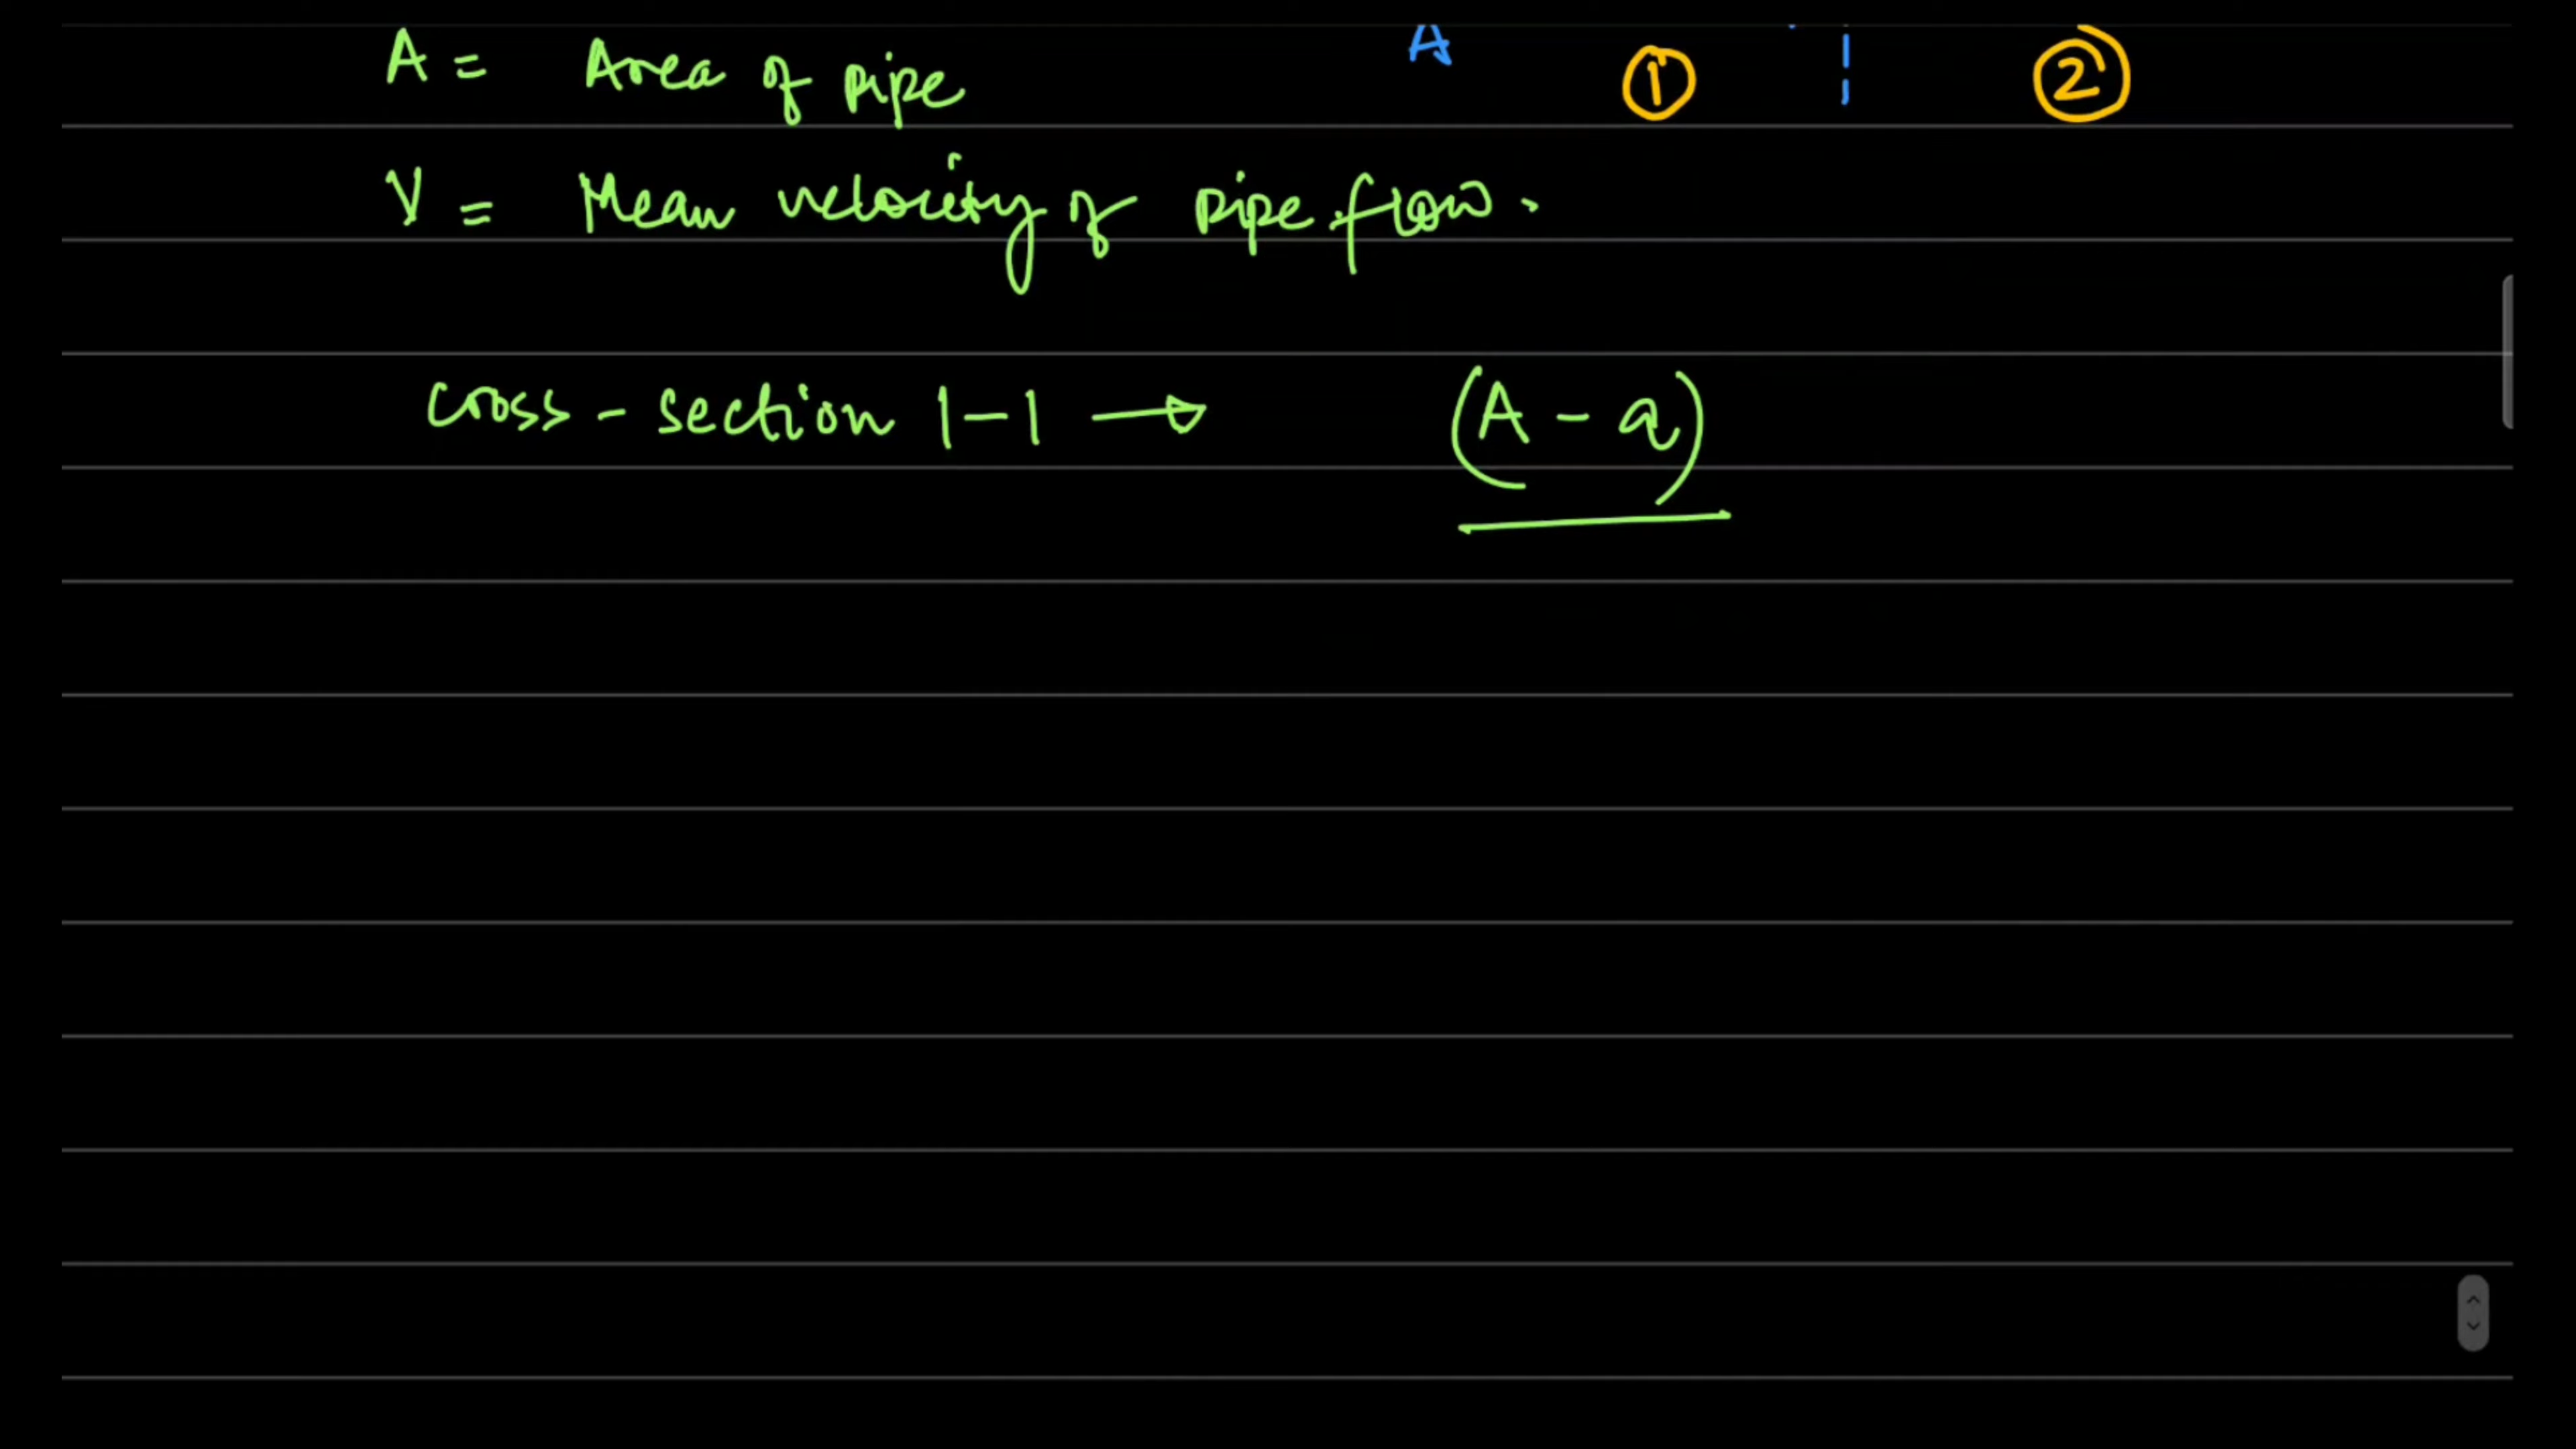 A = Area of pipe A 1 2
V = Mean velocity of pipe flow.
cross - section 1-1 → (A - a)